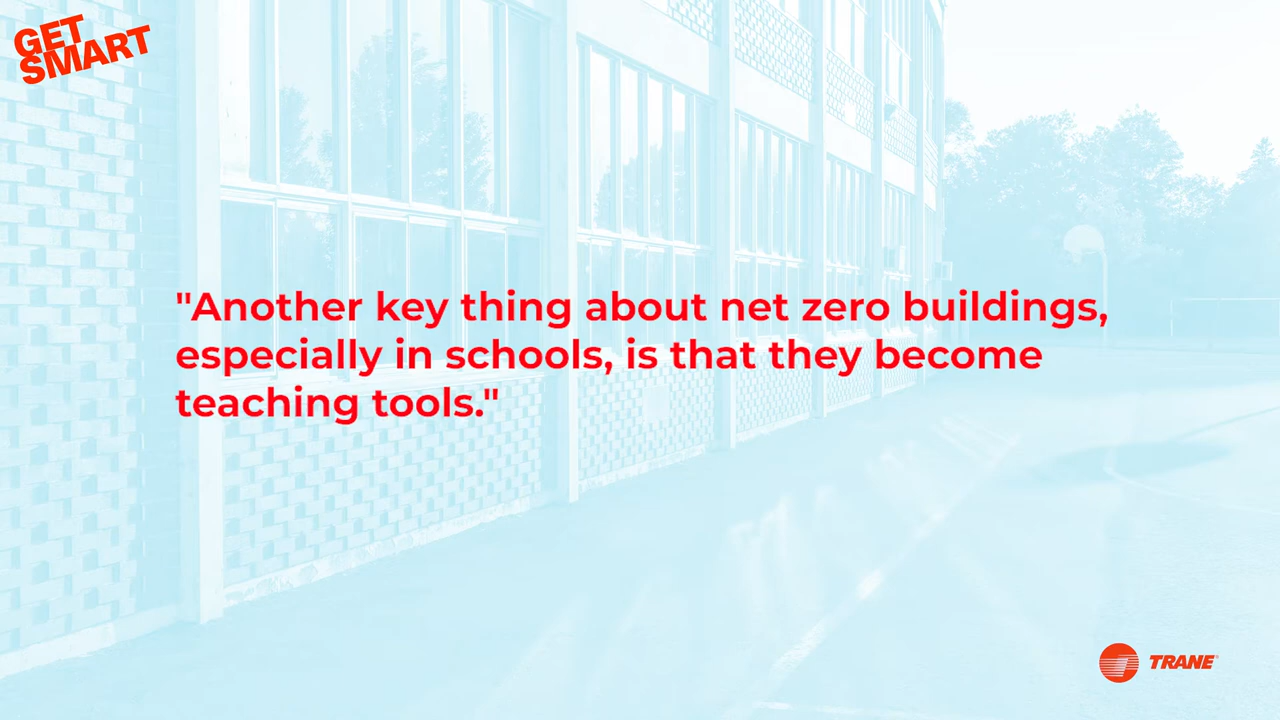 GET
SMART
"Another key thing about net zero buildings,
especially in schools, is that they become
teaching tools."
TRANE